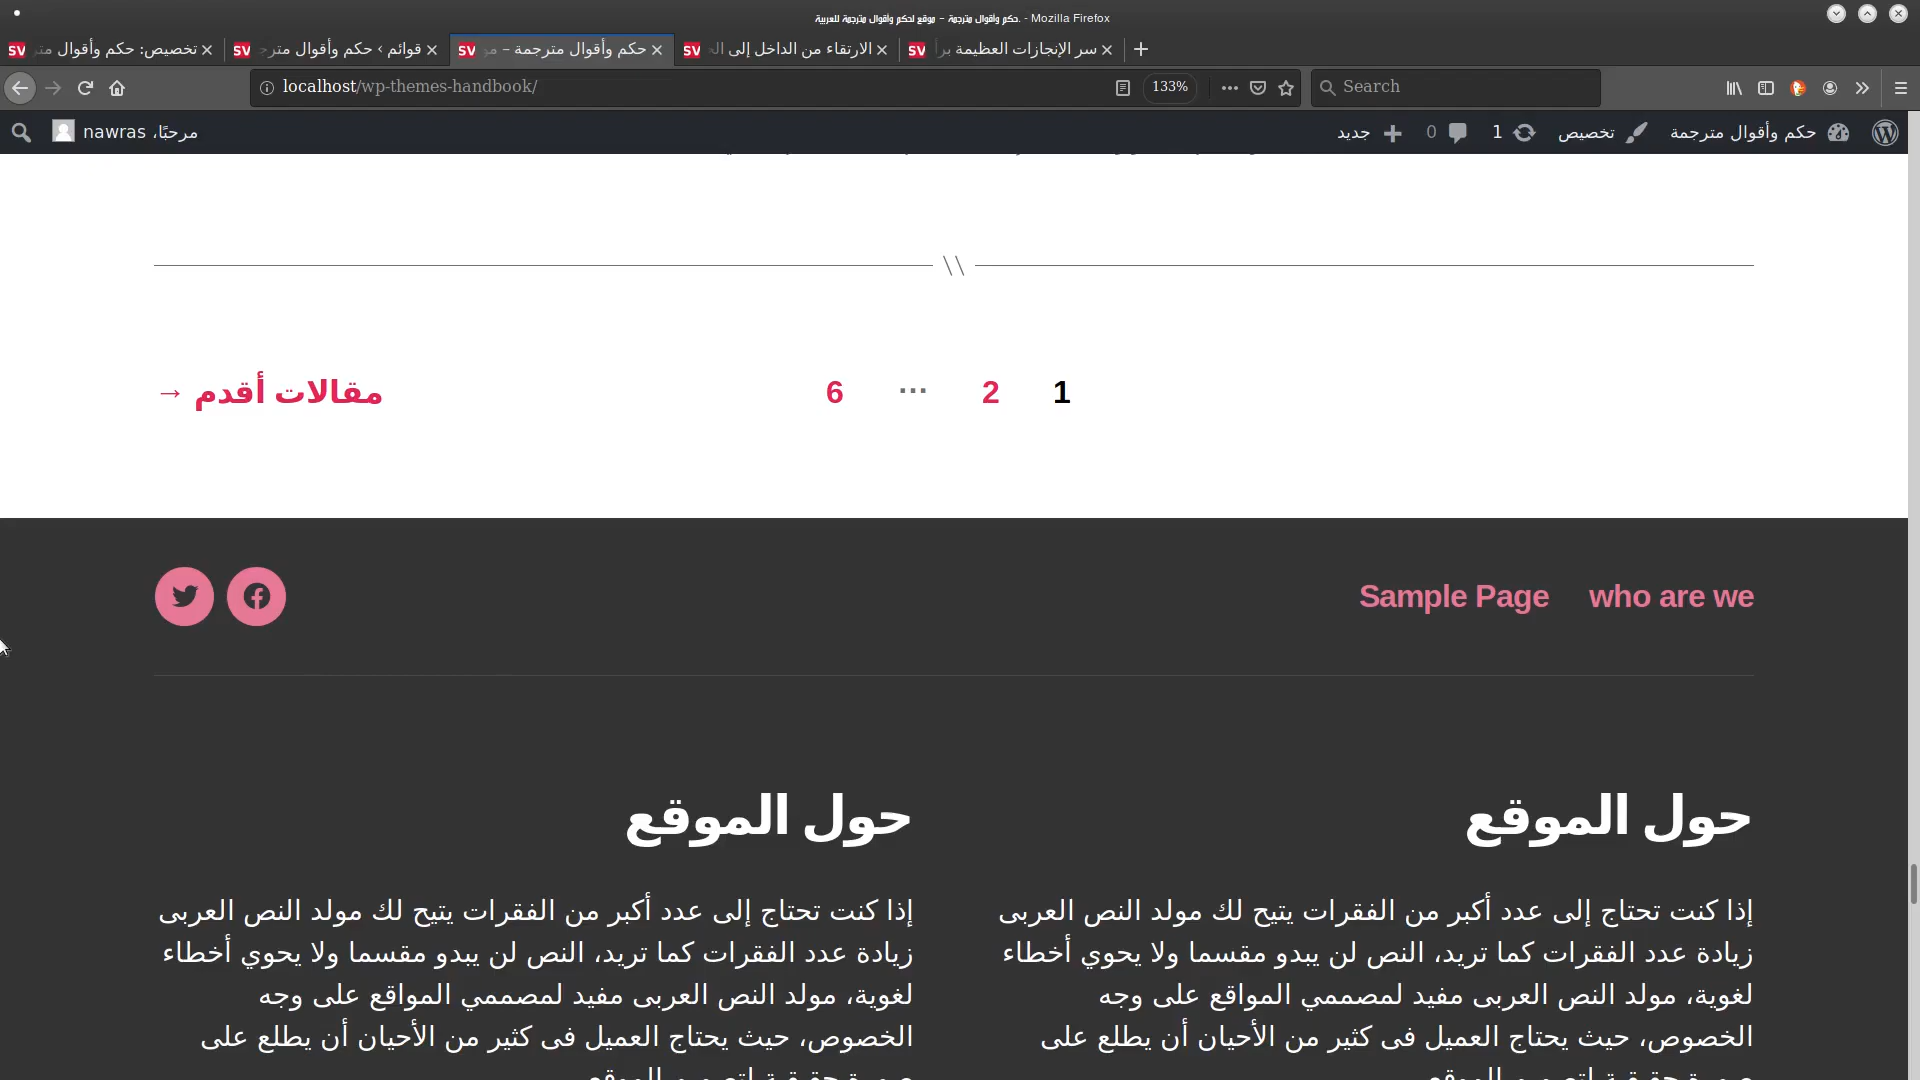 حكم وأقوال مترجمة – موقع لحكم وأقوال مترجمة للعربية. - Mozilla Firefox
تخصيص: حكم وأقوال
قوائم › حكم وأقوال
حكم وأقوال مترجمة –
الارتقاء من الداخل إلى
سر الإنجازات العظيمة
localhost/wp-themes-handbook/
133%
Search
حكم وأقوال مترجمة
تخصيص
1
0
جديد
مرحبًا، nawras
1 2 … 6
مقالات أقدم →
who are we Sample Page
حول الموقع
إذا كنت تحتاج إلى عدد أكبر من الفقرات يتيح لك مولد النص العربى
زيادة عدد الفقرات كما تريد، النص لن يبدو مقسما ولا يحوي أخطاء
لغوية، مولد النص العربى مفيد لمصممي المواقع على وجه
الخصوص، حيث يحتاج العميل فى كثير من الأحيان أن يطلع على
حول الموقع
إذا كنت تحتاج إلى عدد أكبر من الفقرات يتيح لك مولد النص العربى
زيادة عدد الفقرات كما تريد، النص لن يبدو مقسما ولا يحوي أخطاء
لغوية، مولد النص العربى مفيد لمصممي المواقع على وجه
الخصوص، حيث يحتاج العميل فى كثير من الأحيان أن يطلع على